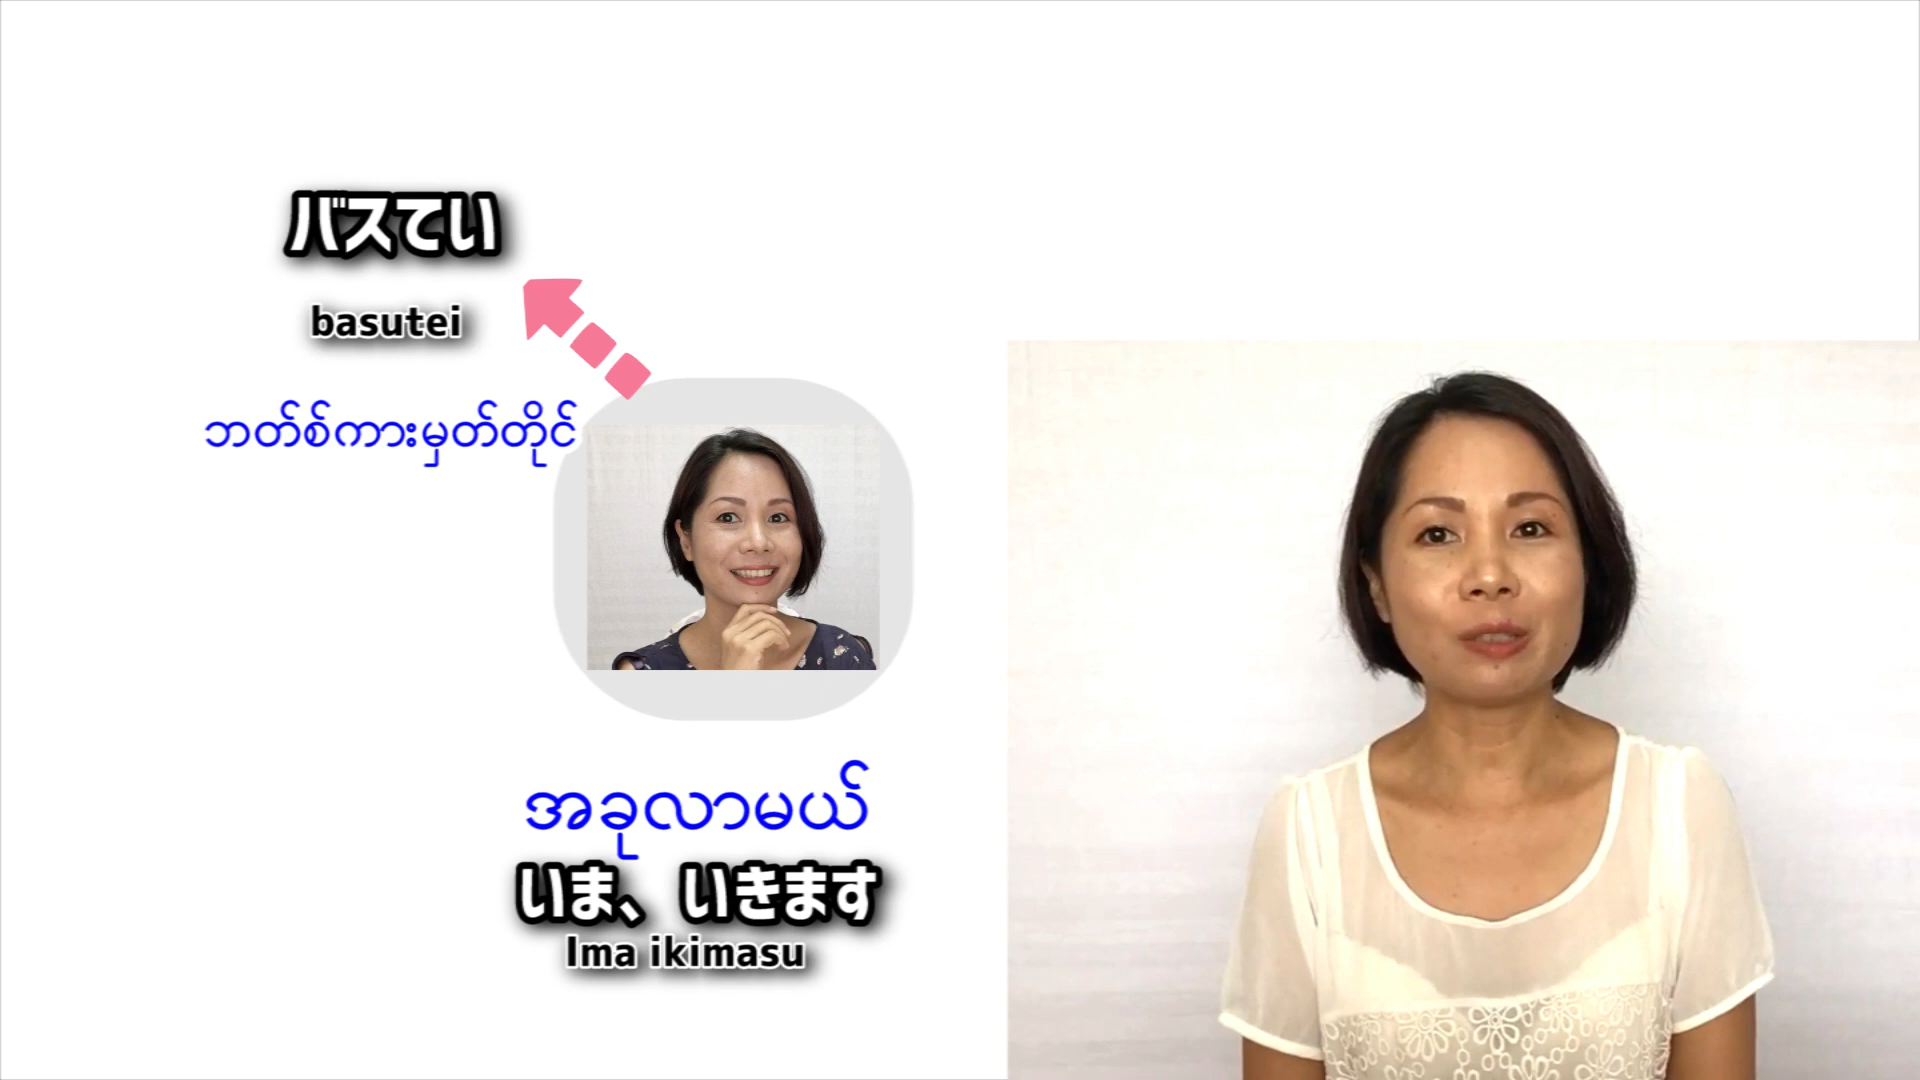 バスてい
basutei
ဘတ်စ်ကားမှတ်တိုင်
အခုလာမယ်
いま、いきます
Ima ikimasu